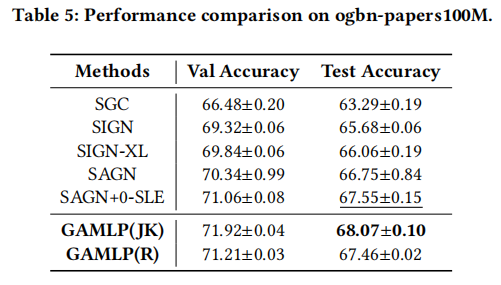 Table 5: Performance comparison on ogbn-papers100M.
Methods Val Accuracy Test Accuracy
SGC 66.48±0.20 63.29±0.19
SIGN 69.32±0.06 65.68±0.06
SIGN-XL 69.84±0.06 66.06±0.19
SAGN 70.34±0.99 66.75±0.84
SAGN+0-SLE 71.06±0.08 67.55±0.15
GAMLP(JK) 71.92±0.04 68.07±0.10
GAMLP(R) 71.21±0.03 67.46±0.02